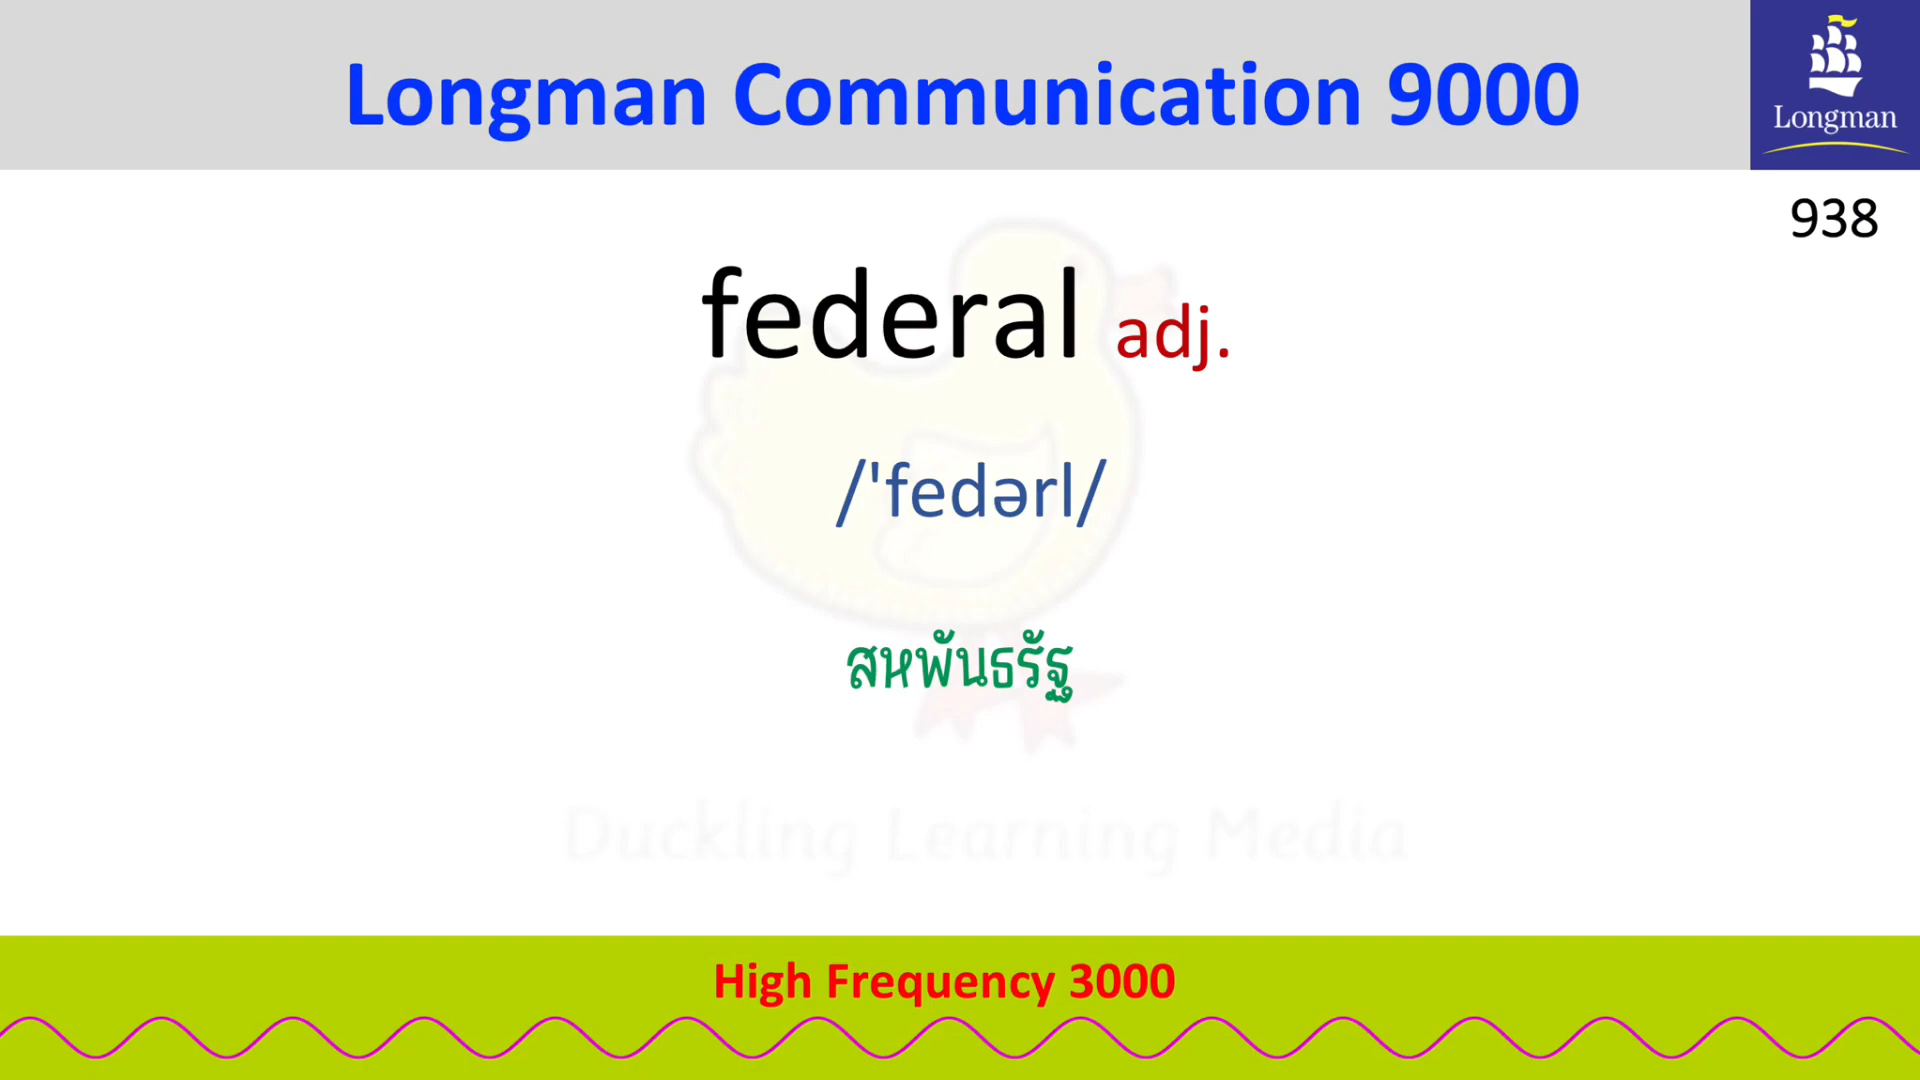 Longman Communication 9000
Longman
938
federal adj.
/'fedərl/
สหพันธรัฐ
Duckling Learning Media
High Frequency 3000